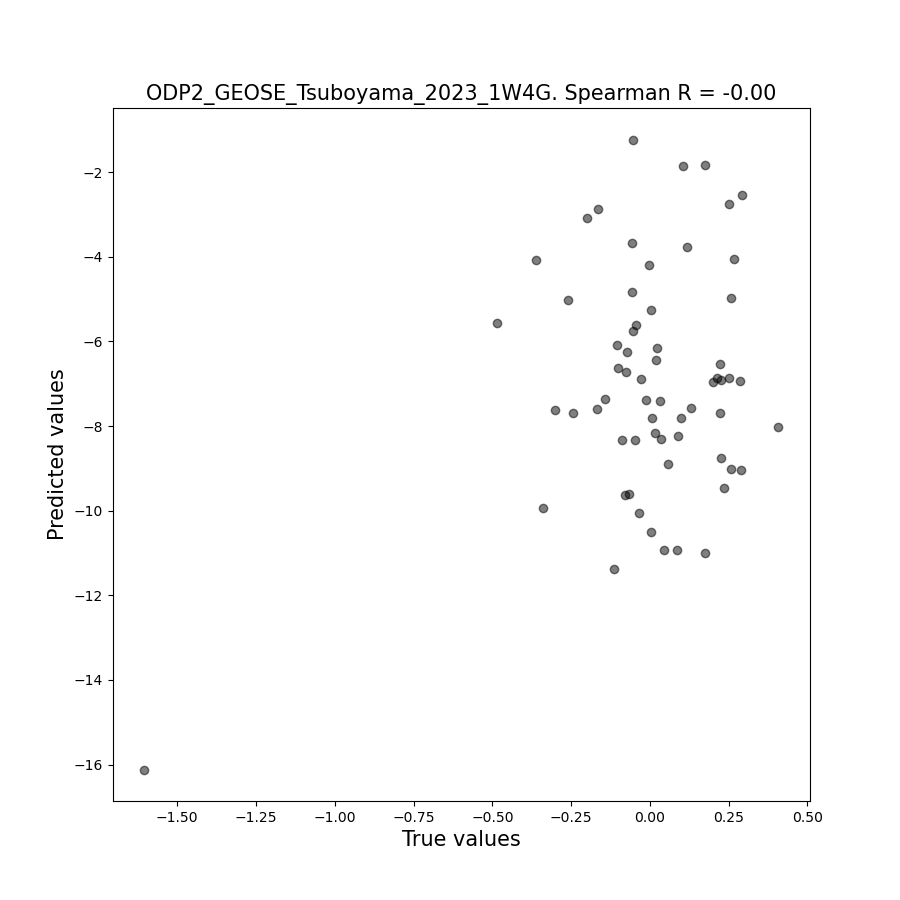 ODP2_GEOSE_Tsuboyama_2023_1W4G. Spearman R = -0.00
Predicted values
−2
−4
−6
−8
−10
−12
−14
−16
−1.50 −1.25 −1.00 −0.75 −0.50 −0.25 0.00 0.25 0.50
True values